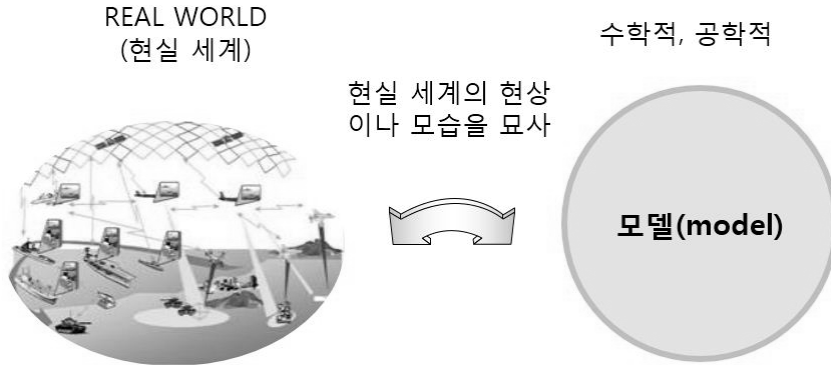 REAL WORLD
(현실 세계)
현실 세계의 현상
이나 모습을 묘사
수학적, 공학적
모델(model)